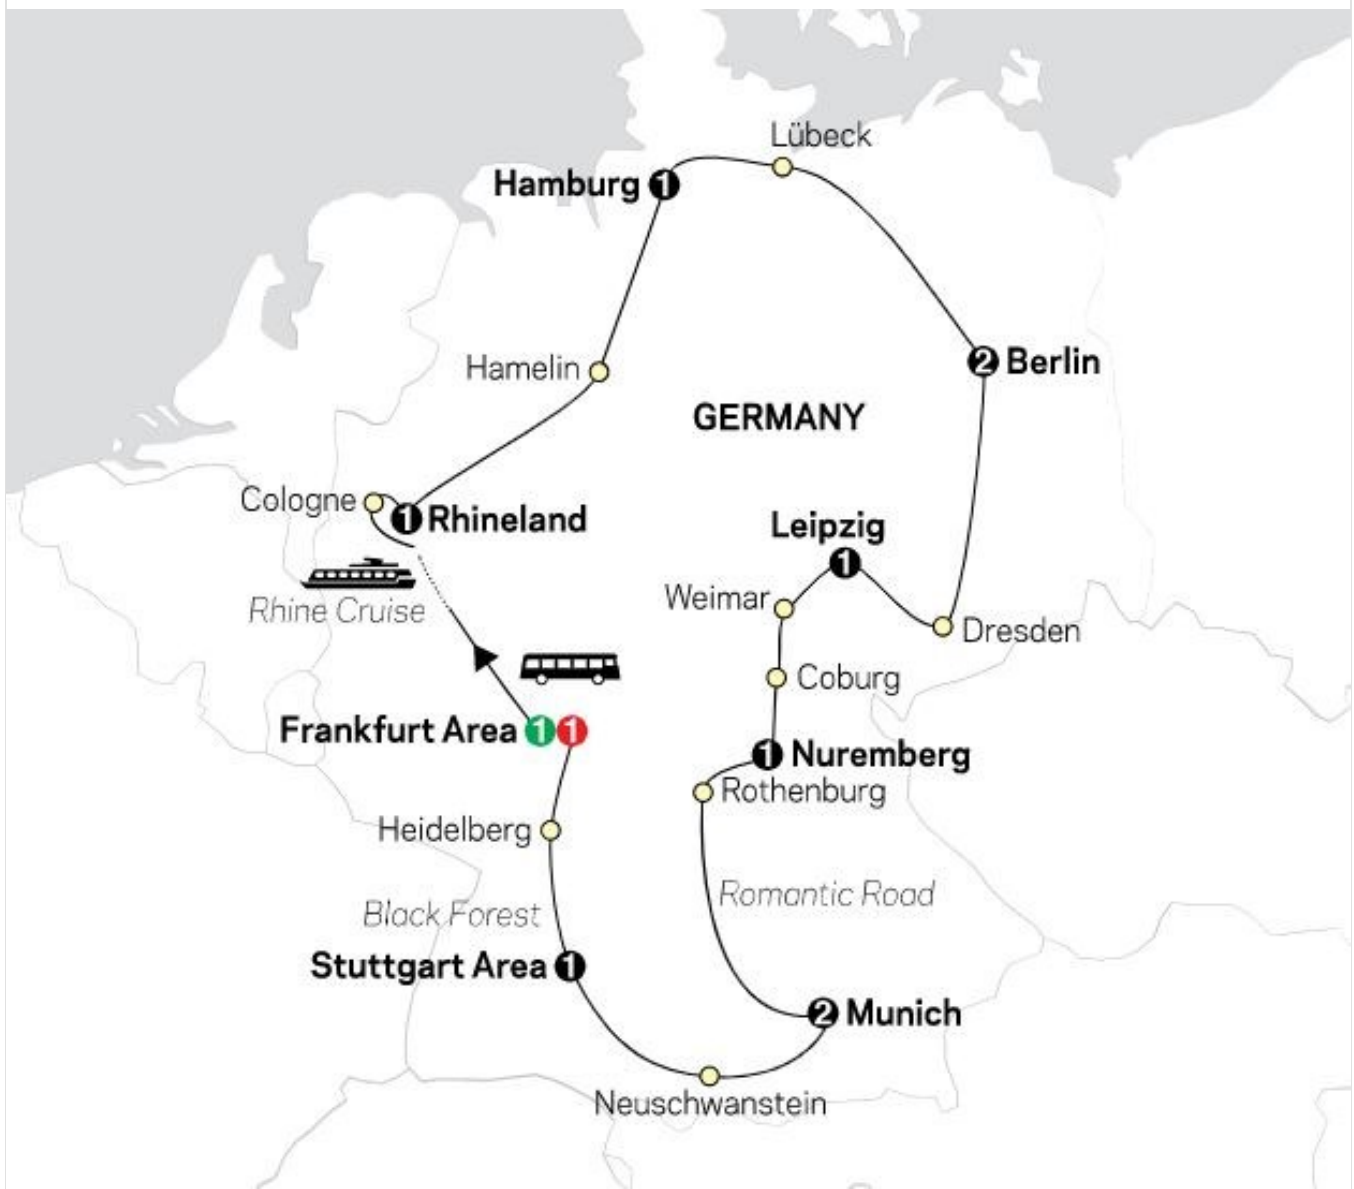 Lübeck
Hamburg 1
Hamelin
2 Berlin
GERMANY
Cologne
1 Rhineland
Leipzig
1
Rhine Cruise
Weimar
Dresden
Coburg
Frankfurt Area 1 1
1 Nuremberg
Rothenburg
Heidelberg
Romantic Road
Black Forest
Stuttgart Area 1
2 Munich
Neuschwanstein